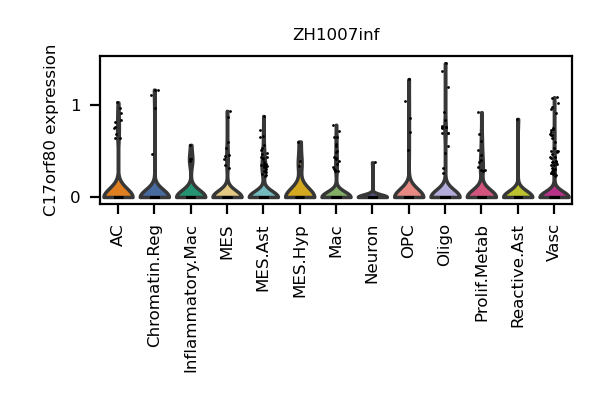 ZH1007inf
C17orf80 expression
1
0
AC
Chromatin.Reg
Inflammatory.Mac
MES
MES.Ast
MES.Hyp
Mac
Neuron
OPC
Oligo
Prolif.Metab
Reactive.Ast
Vasc